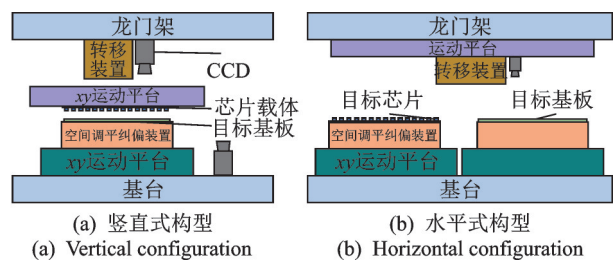 龙门架
转移
装置
CCD
xy运动平台
芯片载体
目标基板
空间调平纠偏装置
xy运动平台
基台
(a) 竖直式构型
(a) Vertical configuration
龙门架
运动平台
转移装置
目标芯片
目标基板
空间调平纠偏装置
xy运动平台
基台
(b) 水平式构型
(b) Horizontal configuration